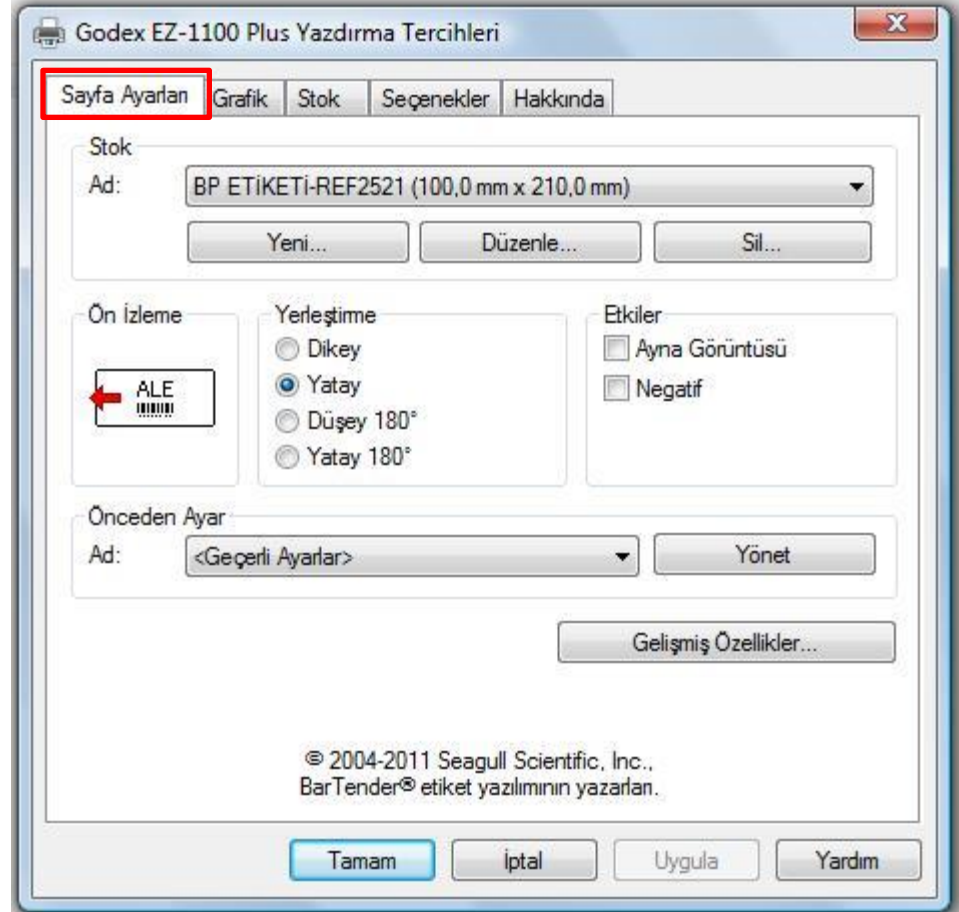 Godex EZ-1100 Plus Yazdırma Tercihleri
Sayfa Ayarları Grafik Stok Seçenekler Hakkında
Stok
Ad: BP ETİKETİ-REF2521 (100,0 mm x 210,0 mm)
Yeni... Düzenle... Sil...
Ön İzleme Yerleştirme Etkiler
Dikey Ayna Görüntüsü
ALE Yatay Negatif
Düşey 180°
Yatay 180°
Önceden Ayar
Ad: <Geçerli Ayarlar> Yönet
Gelişmiş Özellikler...
© 2004-2011 Seagull Scientific, Inc.,
BarTender® etiket yazılımının yazarları.
Tamam İptal Uygula Yardım